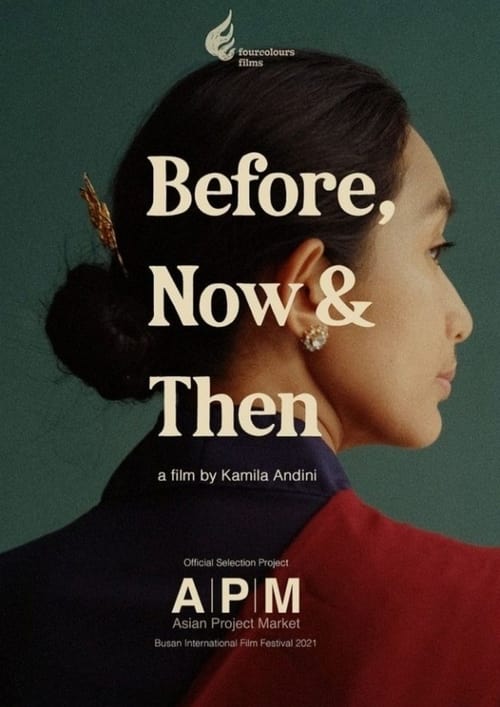 fourcolours
films
Before,
Now &
Then
a film by Kamila Andini
Official Selection Project
A|P|M
Asian Project Market
Busan International Film Festival 2021